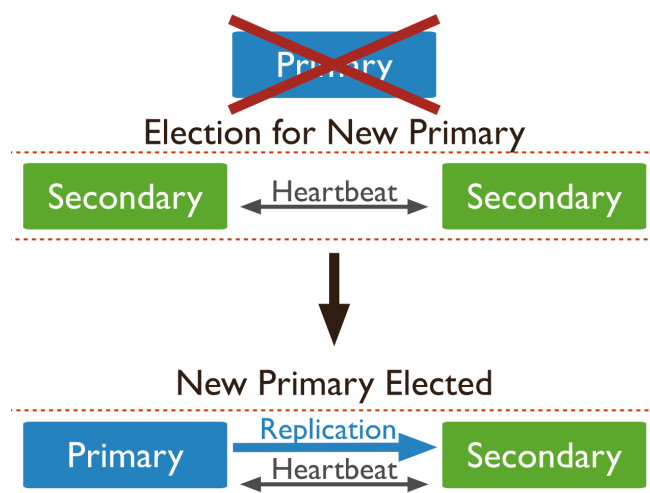 Primary
Election for New Primary
Secondary
Heartbeat
Secondary
New Primary Elected
Primary
Replication
Heartbeat
Secondary